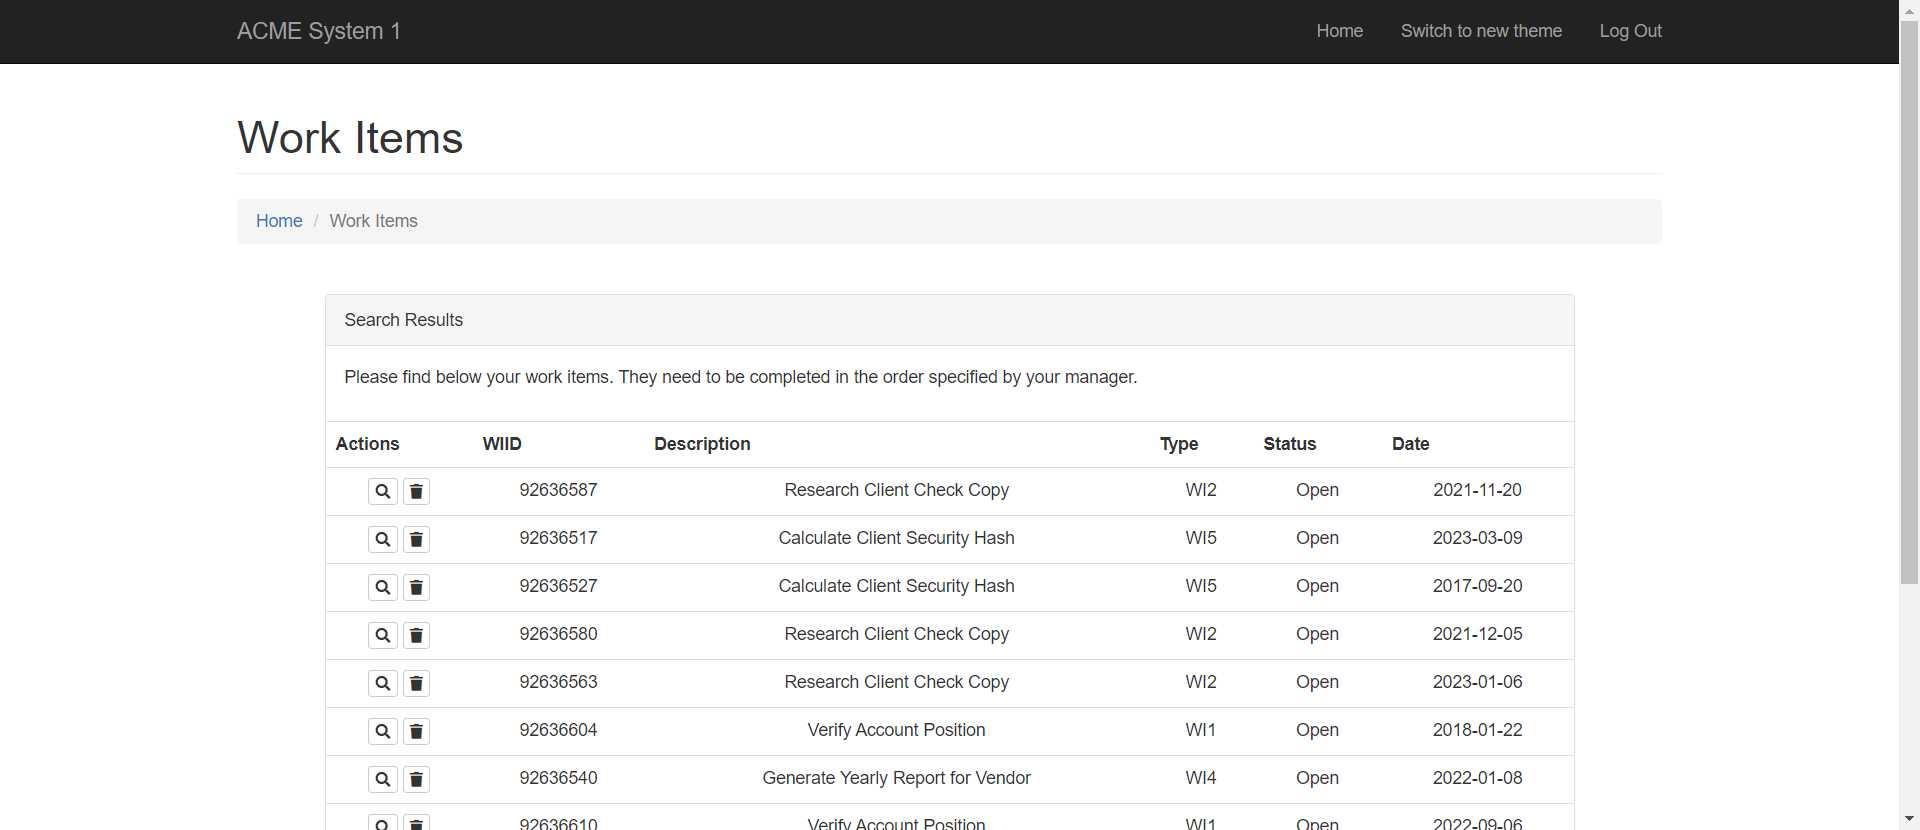 ACME System 1 Home Switch to new theme Log Out
Work Items
Home / Work Items
Search Results
Please find below your work items. They need to be completed in the order specified by your manager.
Actions WIID Description Type Status Date
92636587 Research Client Check Copy WI2 Open 2021-11-20
92636517 Calculate Client Security Hash WI5 Open 2023-03-09
92636527 Calculate Client Security Hash WI5 Open 2017-09-20
92636580 Research Client Check Copy WI2 Open 2021-12-05
92636563 Research Client Check Copy WI2 Open 2023-01-06
92636604 Verify Account Position WI1 Open 2018-01-22
92636540 Generate Yearly Report for Vendor WI4 Open 2022-01-08
92636610 Verify Account Position WI1 Open 2022-09-06